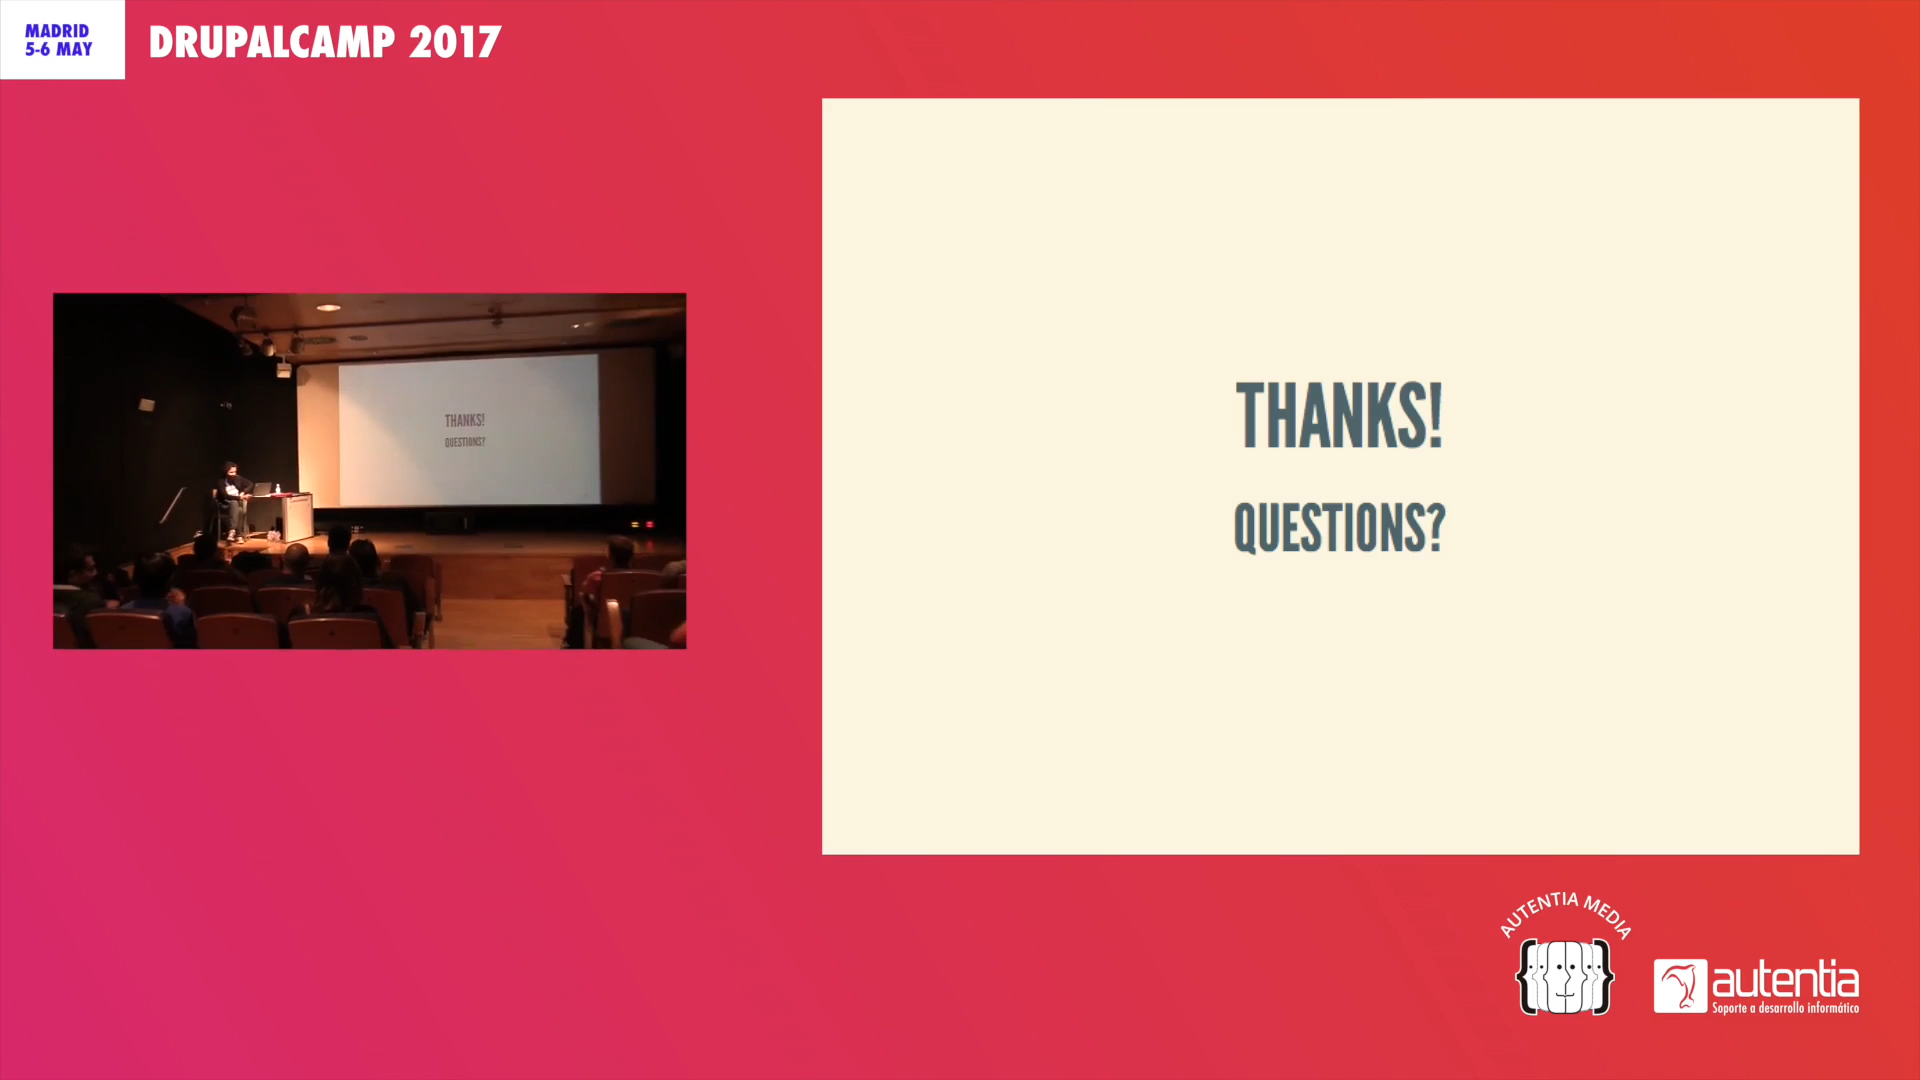 MADRID
5-6 MAY
DRUPALCAMP 2017
THANKS!
QUESTIONS?
THANKS!
QUESTIONS?
AUTENTIA MEDIA
autentia
Soporte a desarrollo informático